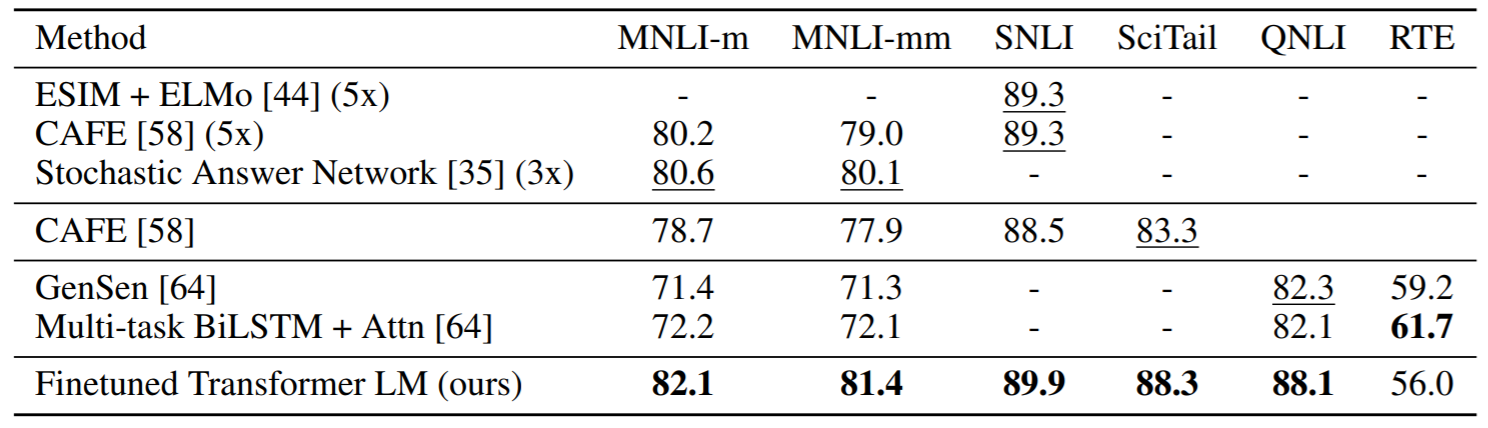 Method MNLI-m MNLI-mm SNLI SciTail QNLI RTE
ESIM + ELMo [44] (5x) - - 89.3 - - -
CAFE [58] (5x) 80.2 79.0 89.3 - - -
Stochastic Answer Network [35] (3x) 80.6 80.1 - - - -
CAFE [58] 78.7 77.9 88.5 83.3
GenSen [64] 71.4 71.3 - - 82.3 59.2
Multi-task BiLSTM + Attn [64] 72.2 72.1 - - 82.1 61.7
Finetuned Transformer LM (ours) 82.1 81.4 89.9 88.3 88.1 56.0